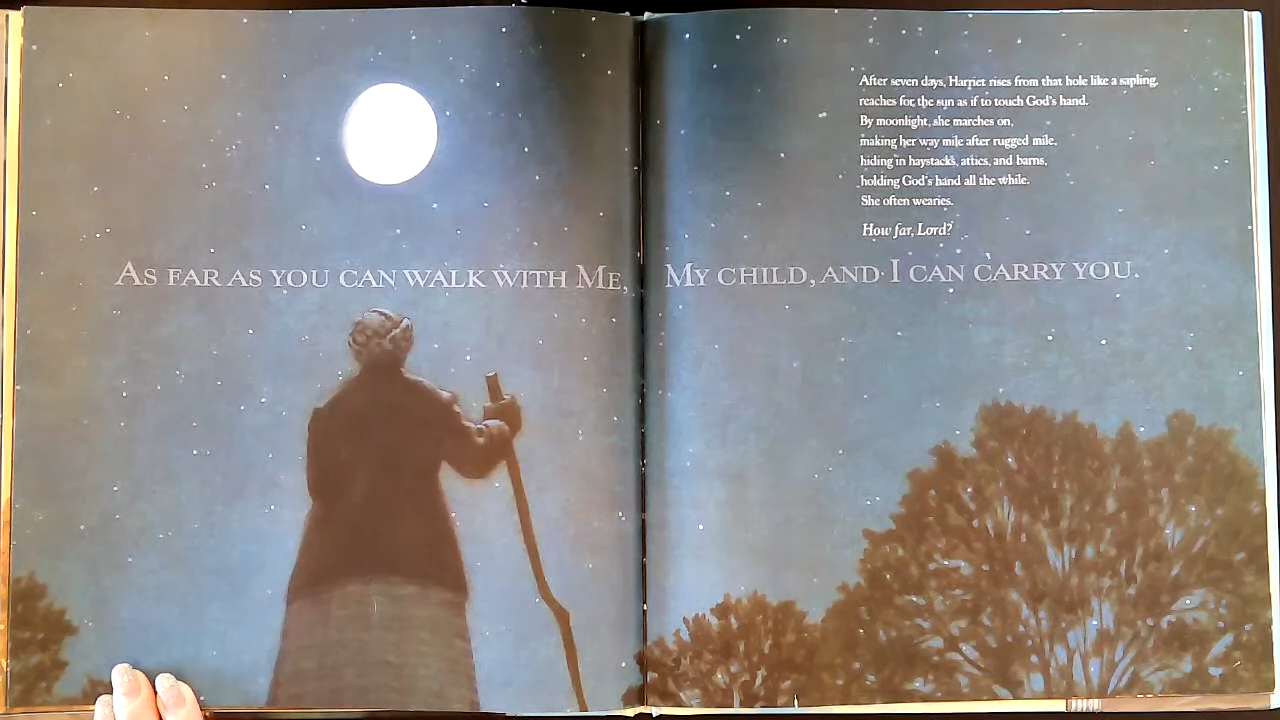 After seven days, Harriet rises from that hole like a sapling,
reaches for the sun as if to touch God's hand.
By moonlight, she marches on,
making her way mile after rugged mile,
hiding in haystacks, attics, and barns,
holding God's hand all the while.
She often wearies.
How far, Lord?
AS FAR AS YOU CAN WALK WITH ME, MY CHILD, AND I CAN CARRY YOU.